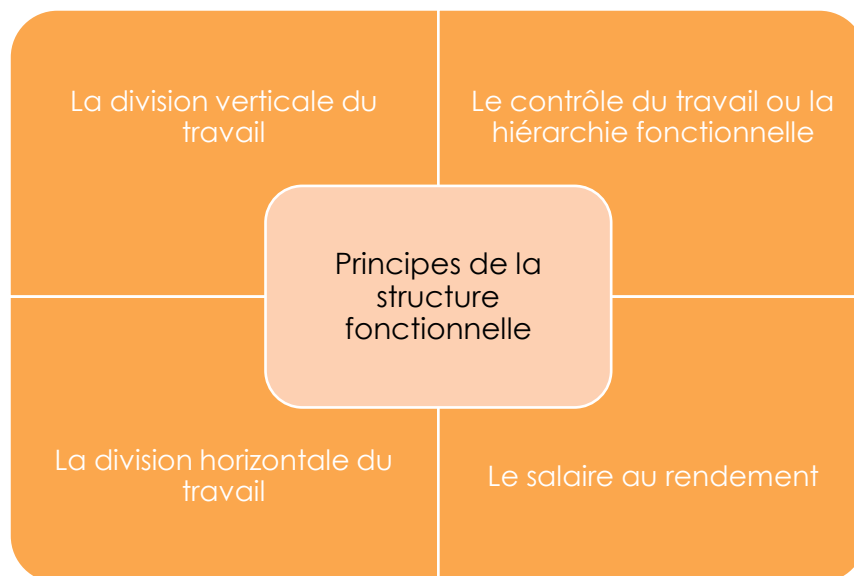 La division verticale du
travail
Le contrôle du travail ou la
hiérarchie fonctionnelle
Principes de la
structure
fonctionnelle
La division horizontale du
travail
Le salaire au rendement